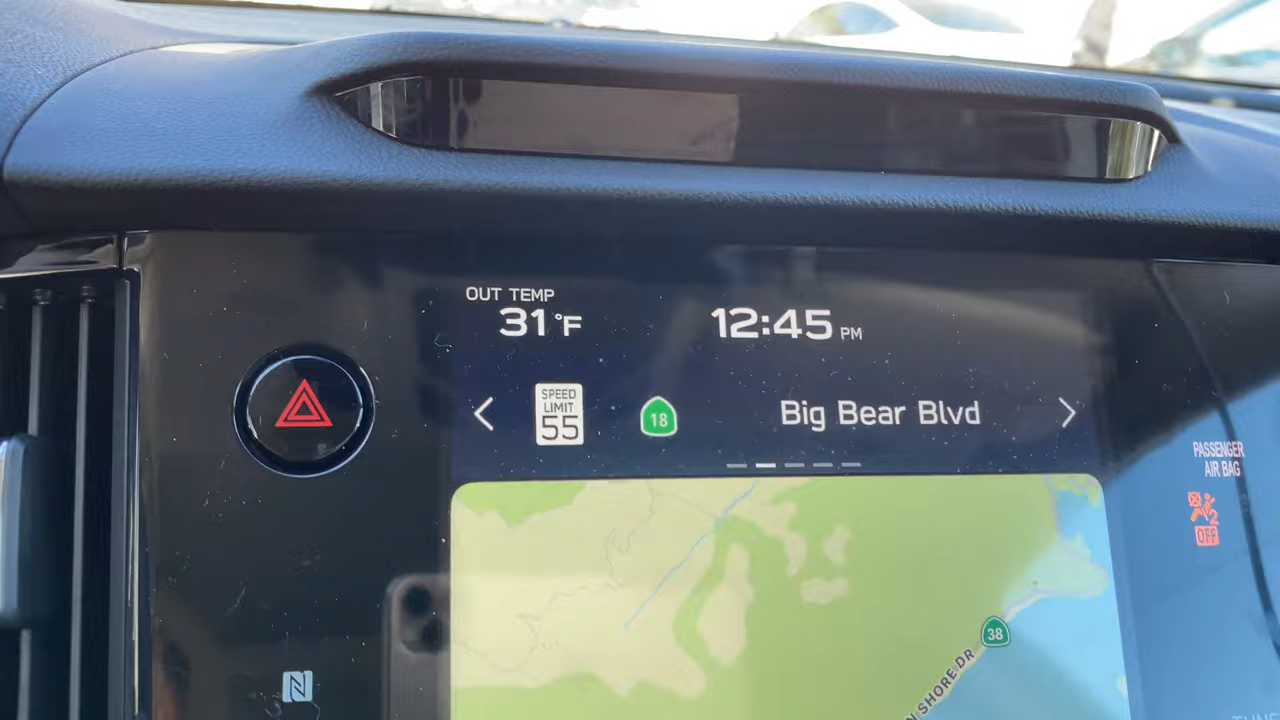 OUT TEMP
31°F
12:45 PM
SPEED
LIMIT
55
18
Big Bear Blvd
PASSENGER
AIR BAG
2
OFF
38
N SHORE DR